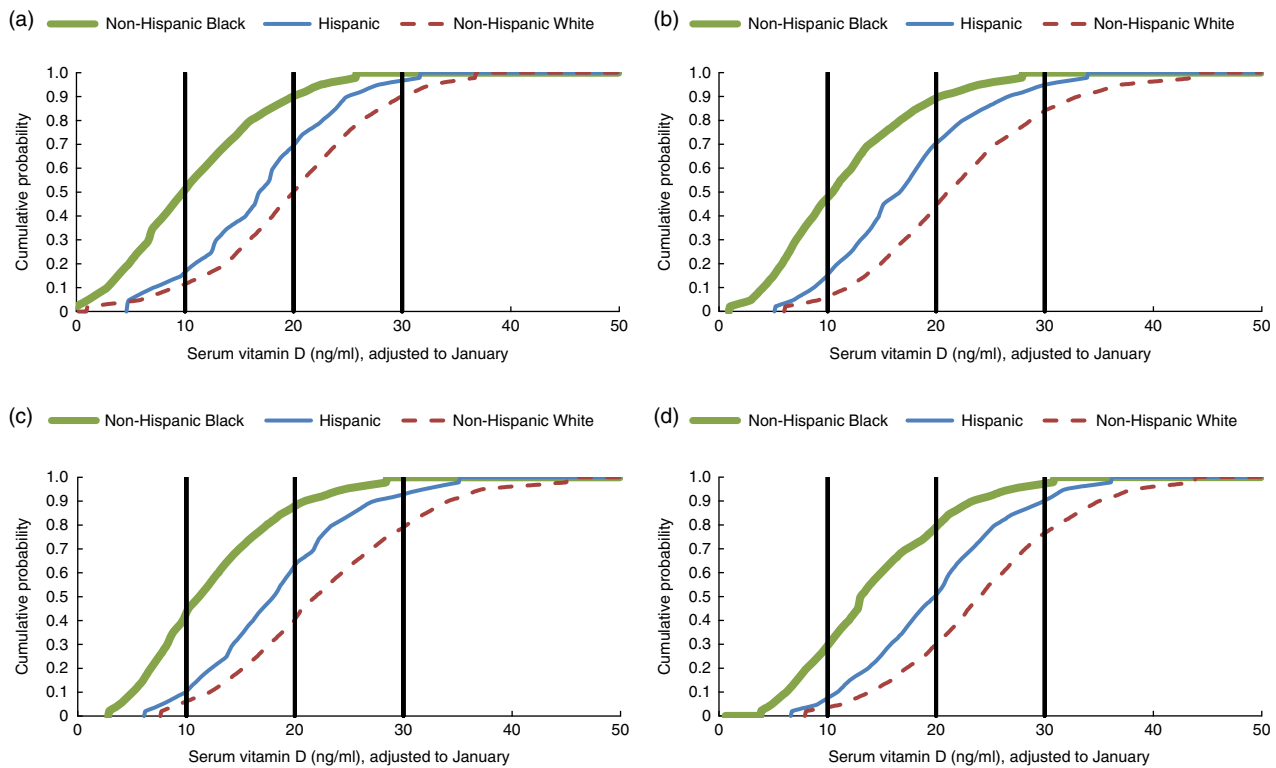 (a) Non-Hispanic Black Hispanic Non-Hispanic White
1.0
0.9
0.8
0.7
0.6
0.5
0.4
0.3
0.2
0.1
0
Cumulative probability
0 10 20 30 40 50
Serum vitamin D (ng/ml), adjusted to January
(b) Non-Hispanic Black Hispanic Non-Hispanic White
1.0
0.9
0.8
0.7
0.6
0.5
0.4
0.3
0.2
0.1
0
Cumulative probability
0 10 20 30 40 50
Serum vitamin D (ng/ml), adjusted to January
(c) Non-Hispanic Black Hispanic Non-Hispanic White
1.0
0.9
0.8
0.7
0.6
0.5
0.4
0.3
0.2
0.1
0
Cumulative probability
0 10 20 30 40 50
Serum vitamin D (ng/ml), adjusted to January
(d) Non-Hispanic Black Hispanic Non-Hispanic White
1.0
0.9
0.8
0.7
0.6
0.5
0.4
0.3
0.2
0.1
0
Cumulative probability
0 10 20 30 40 50
Serum vitamin D (ng/ml), adjusted to January